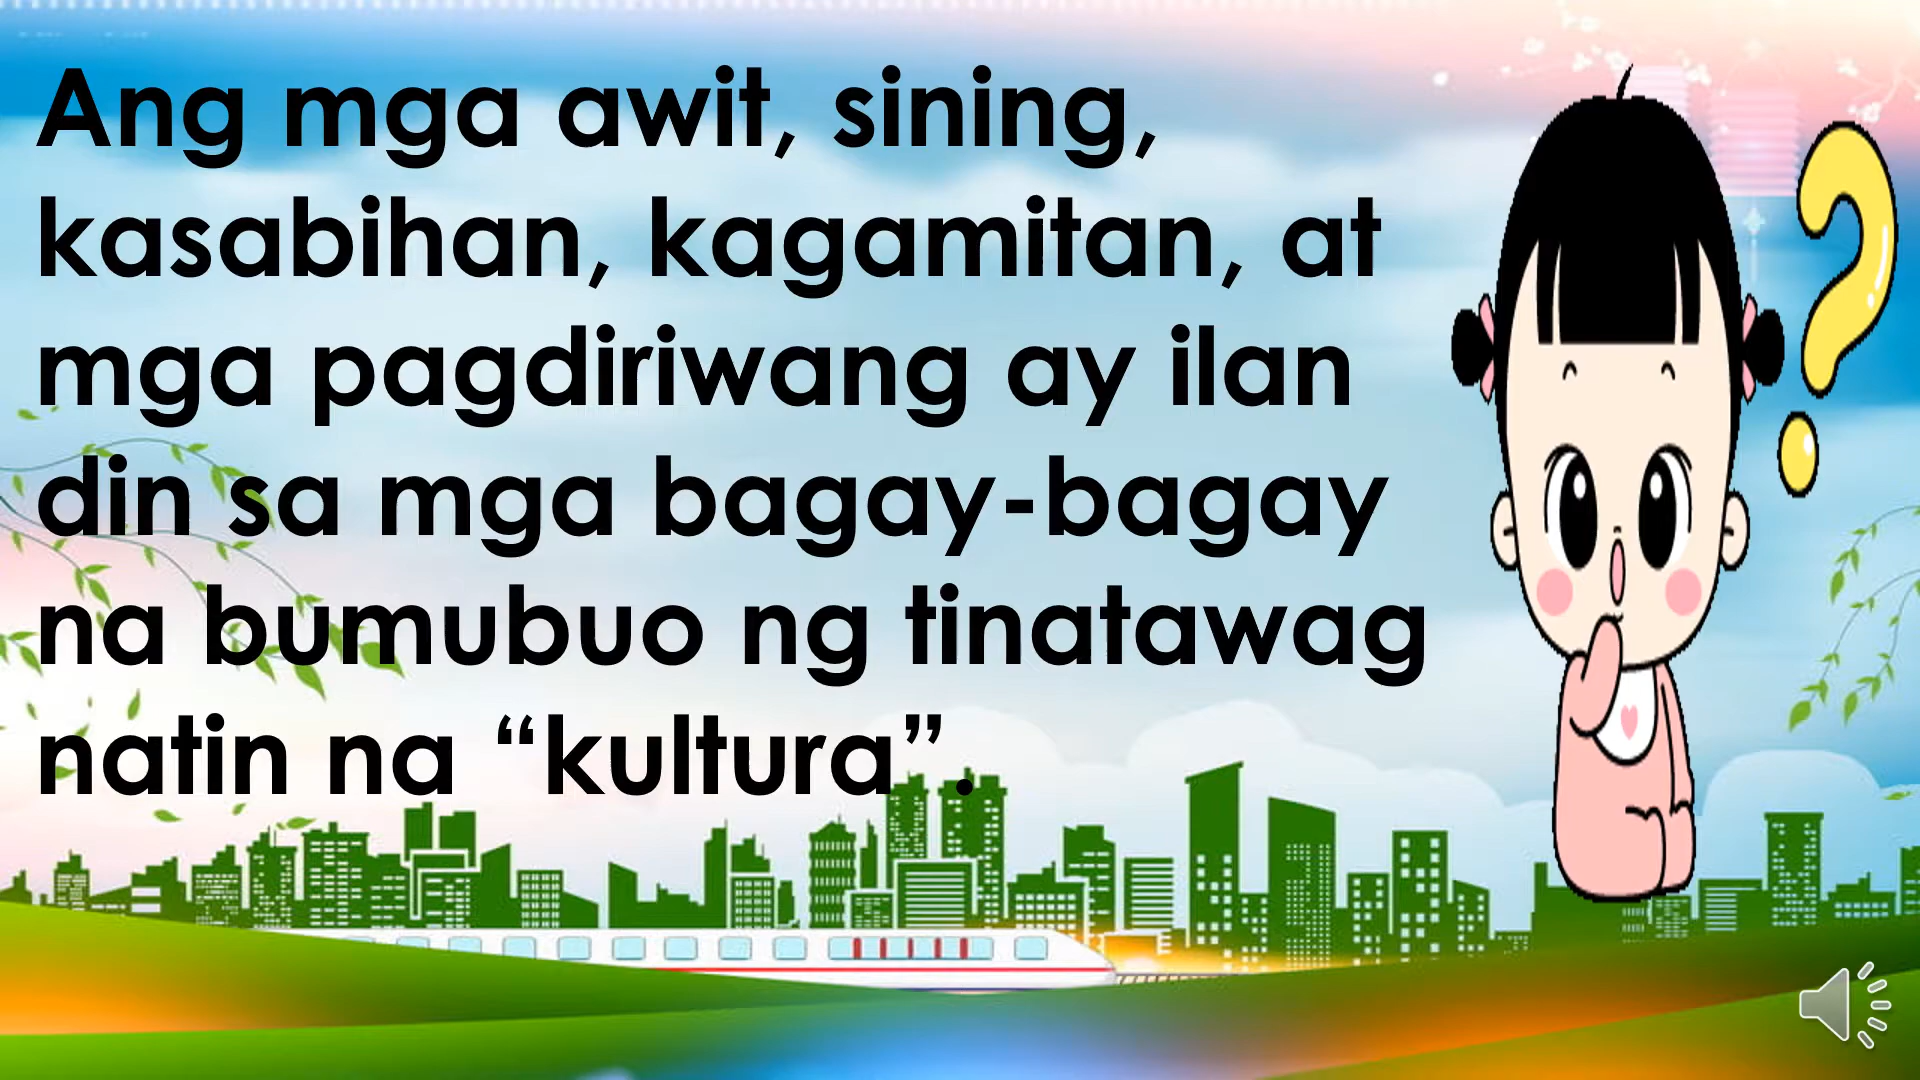 Ang mga awit, sining,
kasabihan, kagamitan, at
mga pagdiriwang ay ilan
din sa mga bagay-bagay
na bumubuo ng tinatawag
natin na “kultura”.